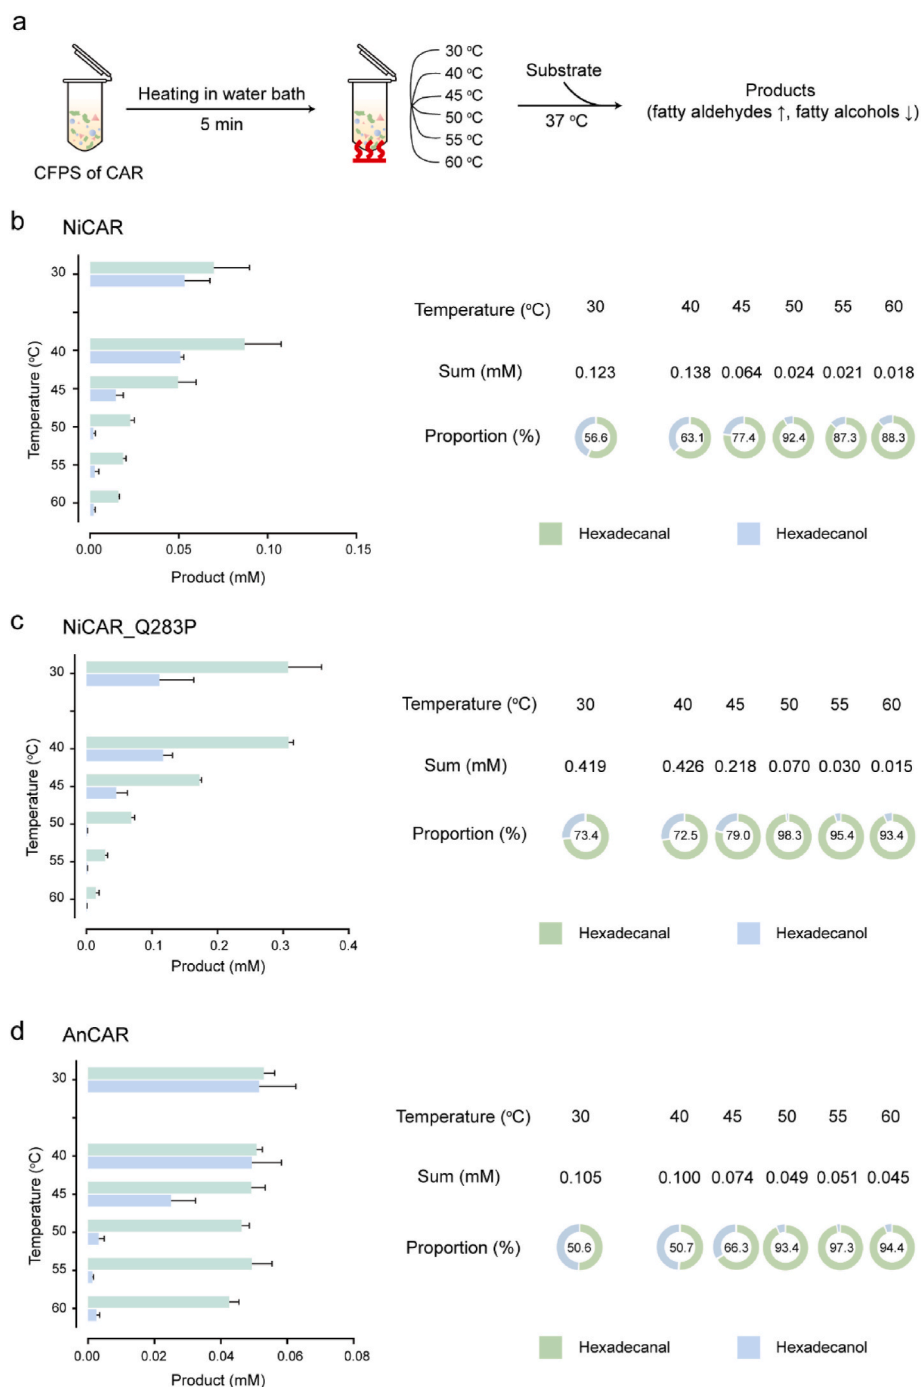 a
30 °C
40 °C
45 °C
50 °C
55 °C
60 °C
Heating in water bath
5 min
CFPS of CAR
Substrate
37 °C
Products
(fatty aldehydes ↑, fatty alcohols ↓)
b
NiCAR
Temperature (°C)
30
40
45
50
55
60
0.00 0.05 0.10 0.15
Product (mM)
Temperature (°C) 30 40 45 50 55 60
Sum (mM) 0.123 0.138 0.064 0.024 0.021 0.018
Proportion (%) 56.6 63.1 77.4 92.4 87.3 88.3
Hexadecanal Hexadecanol
c
NiCAR_Q283P
Temperature (°C)
30
40
45
50
55
60
0.0 0.1 0.2 0.3 0.4
Product (mM)
Temperature (°C) 30 40 45 50 55 60
Sum (mM) 0.419 0.426 0.218 0.070 0.030 0.015
Proportion (%) 73.4 72.5 79.0 98.3 95.4 93.4
Hexadecanal Hexadecanol
d
AnCAR
Temperature (°C)
30
40
45
50
55
60
0.00 0.02 0.04 0.06 0.08
Product (mM)
Temperature (°C) 30 40 45 50 55 60
Sum (mM) 0.105 0.100 0.074 0.049 0.051 0.045
Proportion (%) 50.6 50.7 66.3 93.4 97.3 94.4
Hexadecanal Hexadecanol